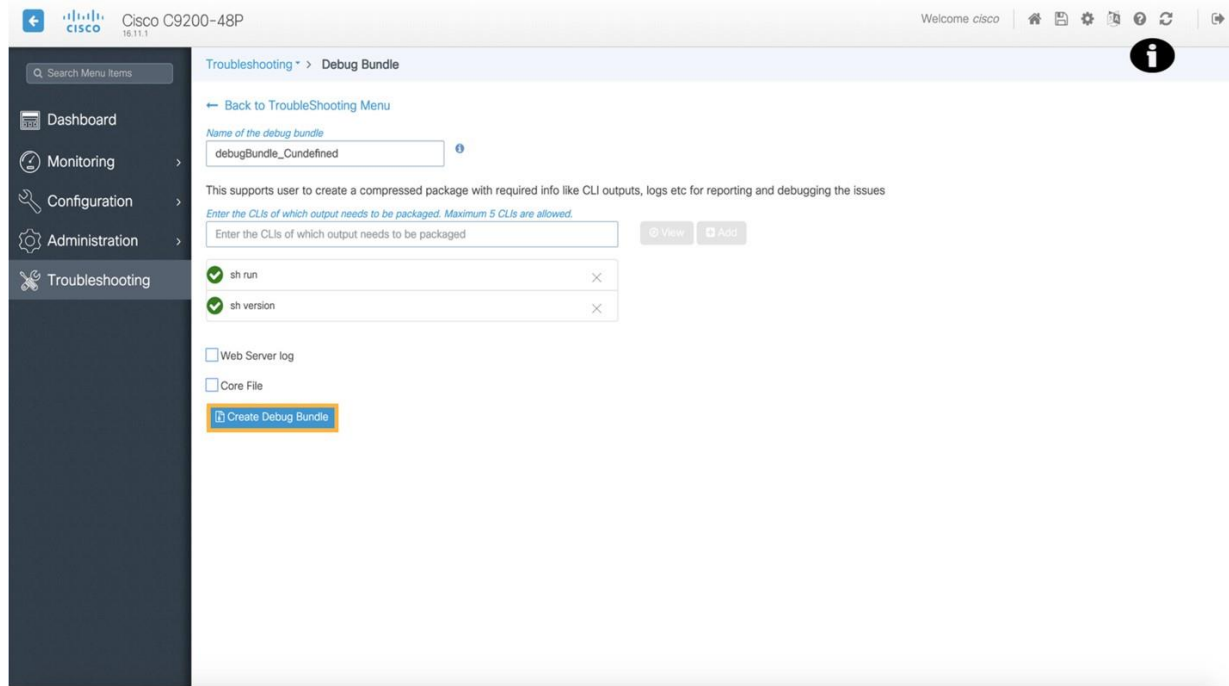 CISCO
Cisco C9200-48P
16.11.1
Welcome cisco
Search Menu Items
Dashboard
Monitoring
Configuration
Administration
Troubleshooting
Troubleshooting > Debug Bundle
← Back to TroubleShooting Menu
Name of the debug bundle
debugBundle_Cundefined
This supports user to create a compressed package with required info like CLI outputs, logs etc for reporting and debugging the issues
Enter the CLIs of which output needs to be packaged. Maximum 5 CLIs are allowed.
Enter the CLIs of which output needs to be packaged
View
Add
sh run
sh version
Web Server log
Core File
Create Debug Bundle